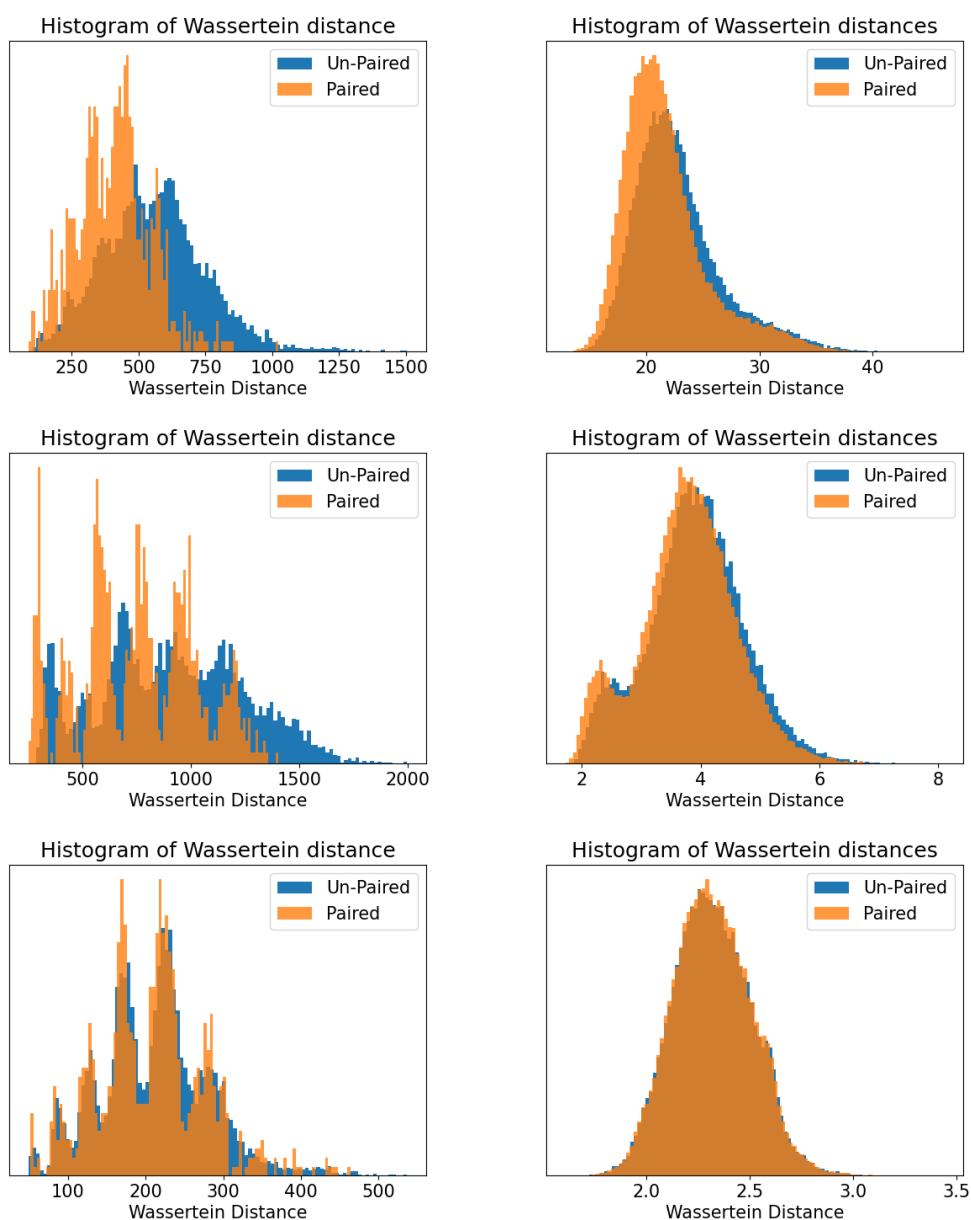 Histogram of Wassertein distance
Un-Paired
Paired
250 500 750 1000 1250 1500
Wassertein Distance
Histogram of Wassertein distances
Un-Paired
Paired
20 30 40
Wassertein Distance
Histogram of Wassertein distance
Un-Paired
Paired
500 1000 1500 2000
Wassertein Distance
Histogram of Wassertein distances
Un-Paired
Paired
2 4 6 8
Wassertein Distance
Histogram of Wassertein distance
Un-Paired
Paired
100 200 300 400 500
Wassertein Distance
Histogram of Wassertein distances
Un-Paired
Paired
2.0 2.5 3.0 3.5
Wassertein Distance